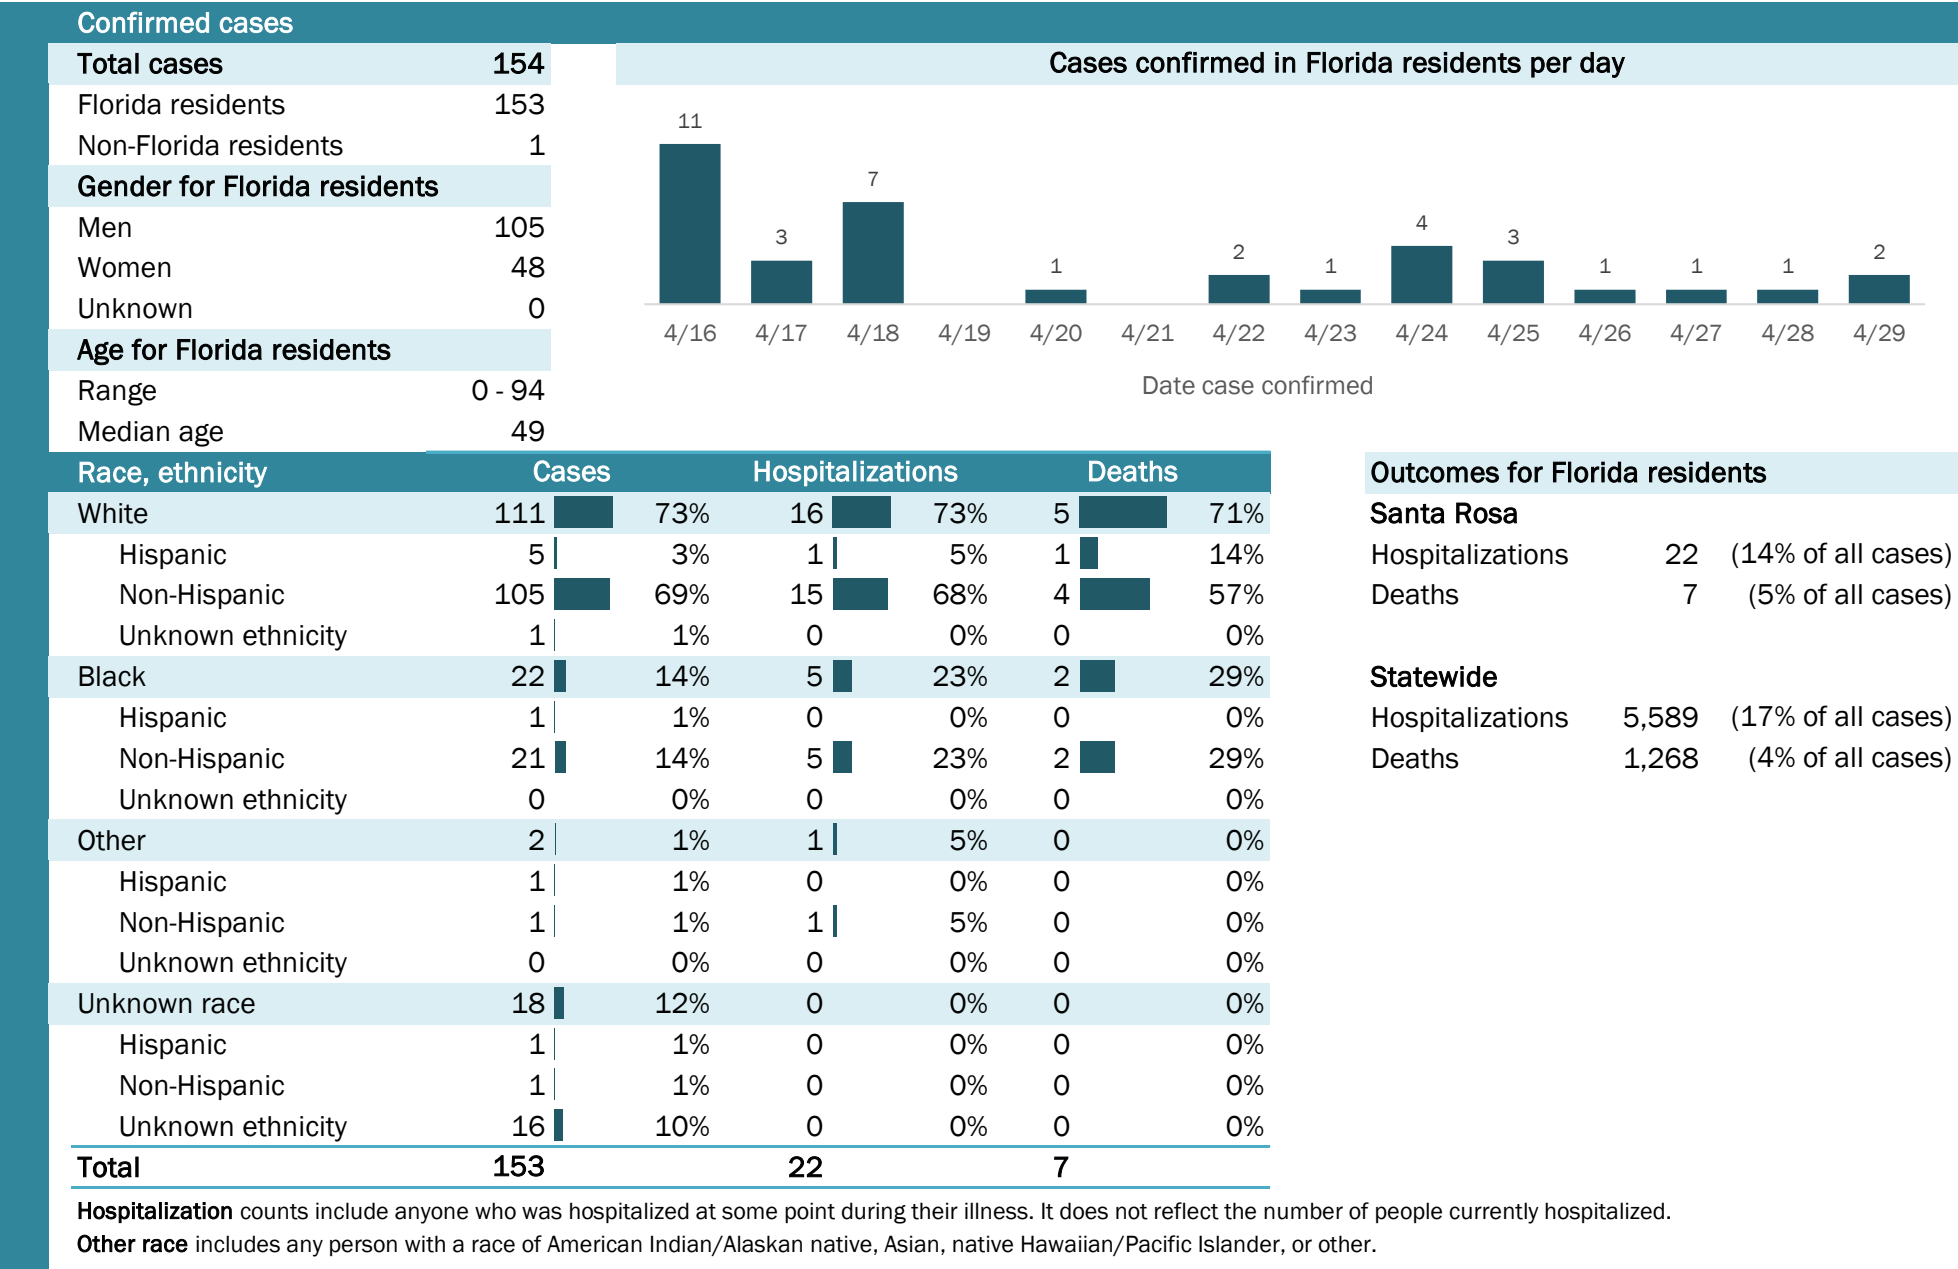 Confirmed cases
Total cases 154
Florida residents 153
Non-Florida residents 1
Gender for Florida residents
Men 105
Women 48
Unknown 0
Age for Florida residents
Range 0 - 94
Median age 49
Cases confirmed in Florida residents per day
11 3 7 1 2 1 4 3 1 1 1 2
4/16 4/17 4/18 4/19 4/20 4/21 4/22 4/23 4/24 4/25 4/26 4/27 4/28 4/29
Date case confirmed
Race, ethnicity Cases Hospitalizations Deaths
White 111 73% 16 73% 5 71%
Hispanic 5 3% 1 5% 1 14%
Non-Hispanic 105 69% 15 68% 4 57%
Unknown ethnicity 1 1% 0 0% 0 0%
Black 22 14% 5 23% 2 29%
Hispanic 1 1% 0 0% 0 0%
Non-Hispanic 21 14% 5 23% 2 29%
Unknown ethnicity 0 0% 0 0% 0 0%
Other 2 1% 1 5% 0 0%
Hispanic 1 1% 0 0% 0 0%
Non-Hispanic 1 1% 1 5% 0 0%
Unknown ethnicity 0 0% 0 0% 0 0%
Unknown race 18 12% 0 0% 0 0%
Hispanic 1 1% 0 0% 0 0%
Non-Hispanic 1 1% 0 0% 0 0%
Unknown ethnicity 16 10% 0 0% 0 0%
Total 153 22 7
Outcomes for Florida residents
Santa Rosa
Hospitalizations 22 (14% of all cases)
Deaths 7 (5% of all cases)
Statewide
Hospitalizations 5,589 (17% of all cases)
Deaths 1,268 (4% of all cases)
Hospitalization counts include anyone who was hospitalized at some point during their illness. It does not reflect the number of people currently hospitalized.
Other race includes any person with a race of American Indian/Alaskan native, Asian, native Hawaiian/Pacific Islander, or other.